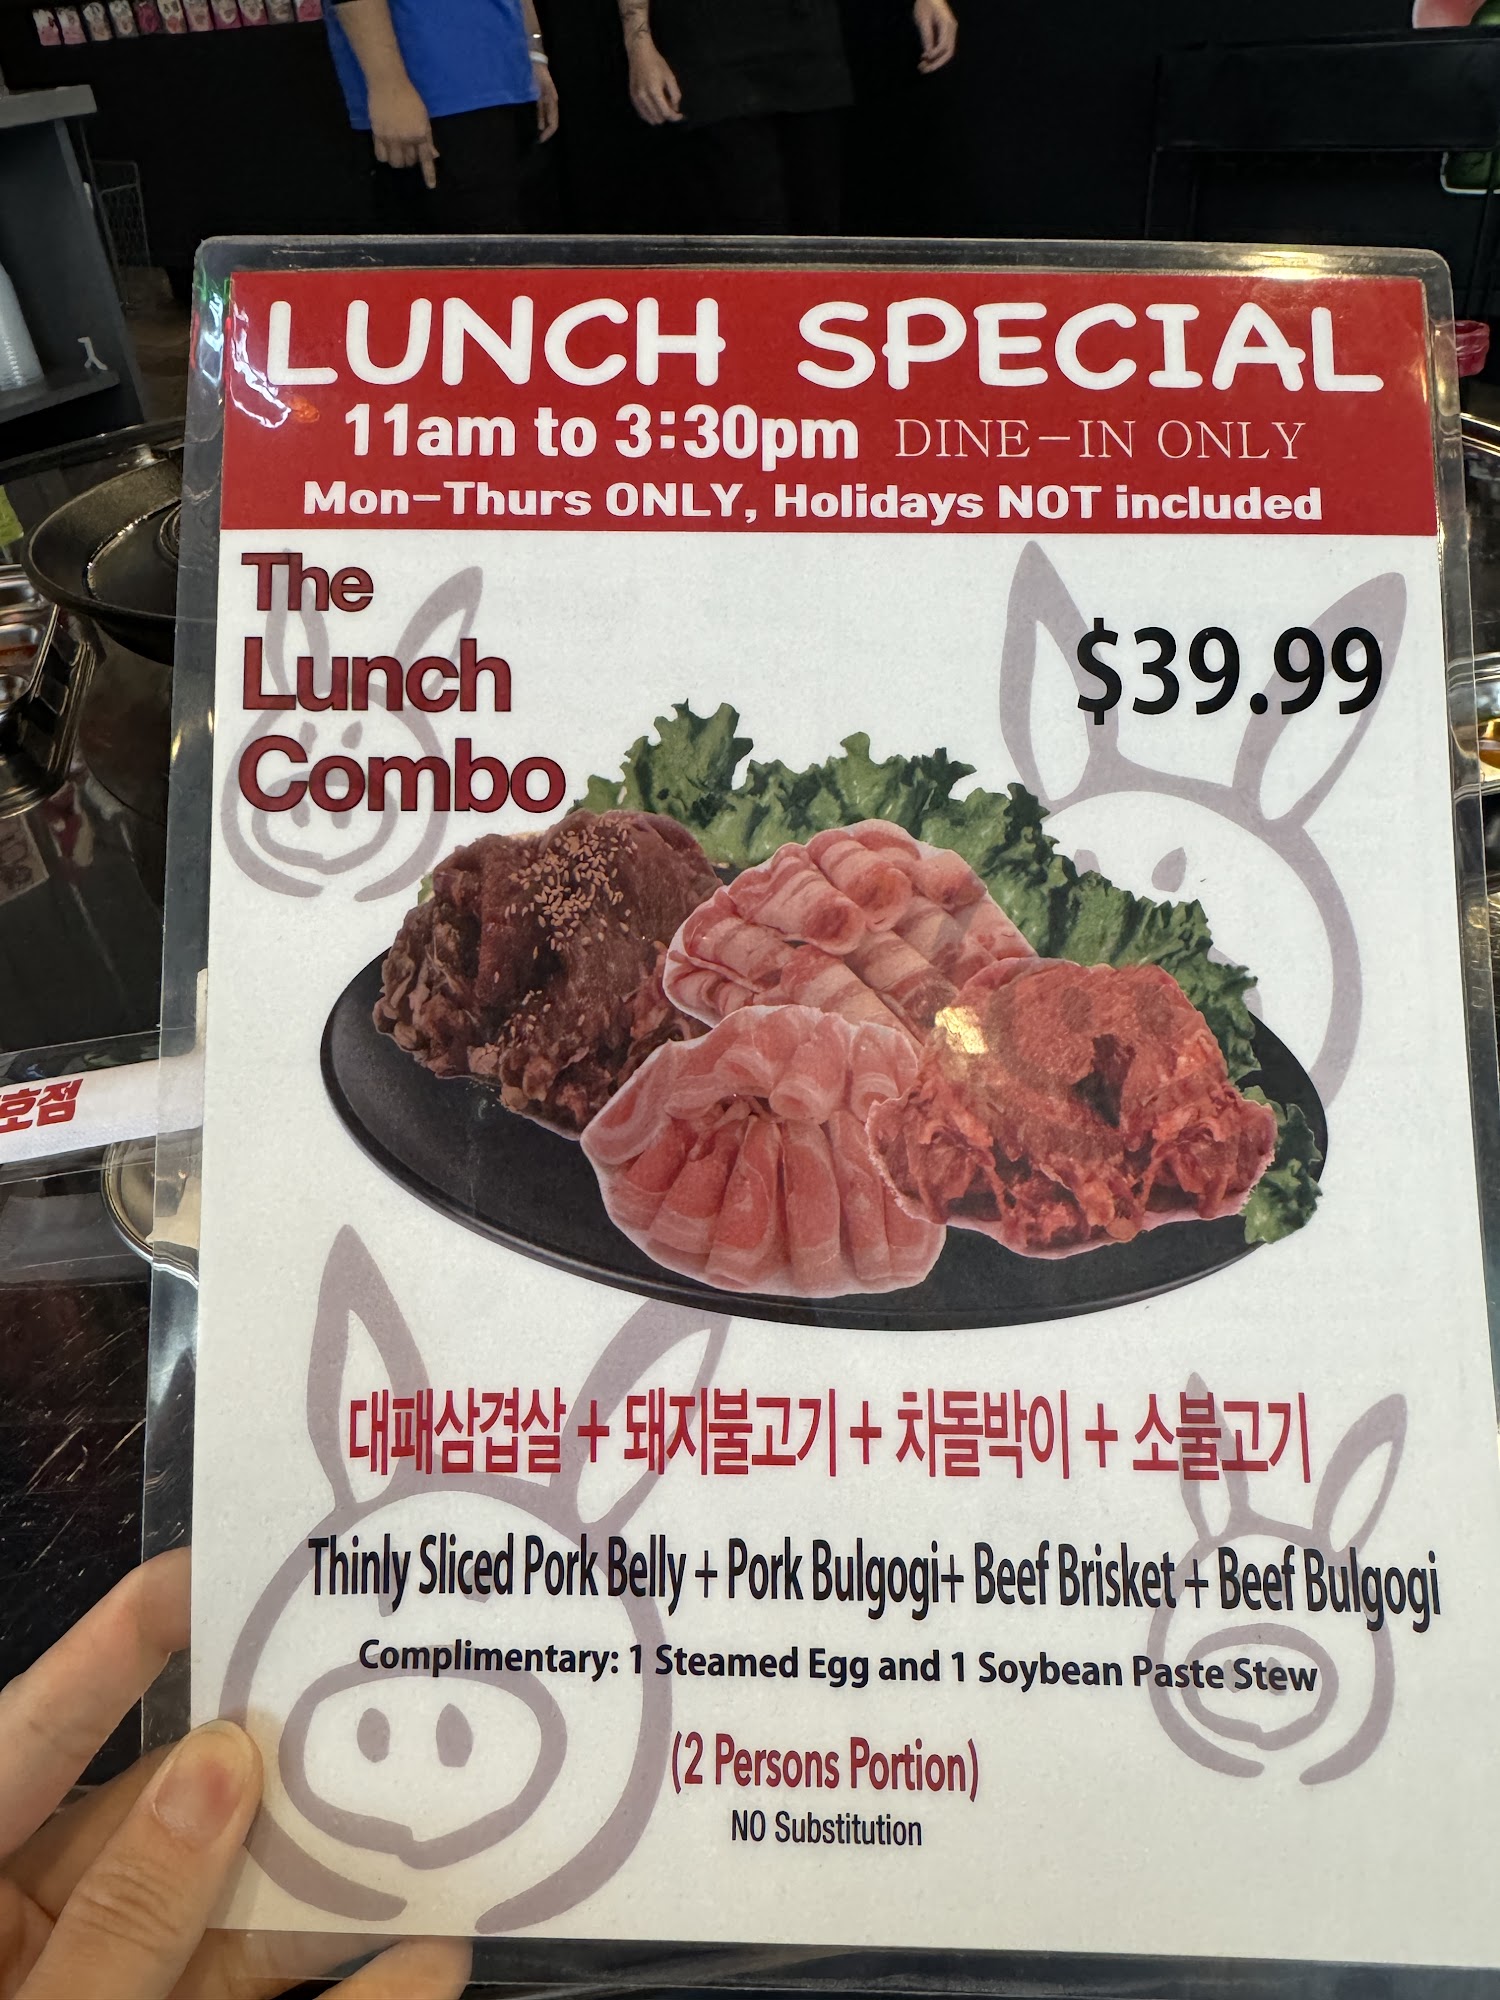 LUNCH SPECIAL
11am to 3:30pm DINE-IN ONLY
Mon-Thurs ONLY, Holidays NOT included
The
Lunch
Combo
$39.99
호점
대패삼겹살 + 돼지불고기 + 차돌박이 + 소불고기
Thinly Sliced Pork Belly + Pork Bulgogi+ Beef Brisket + Beef Bulgogi
Complimentary: 1 Steamed Egg and 1 Soybean Paste Stew
(2 Persons Portion)
NO Substitution